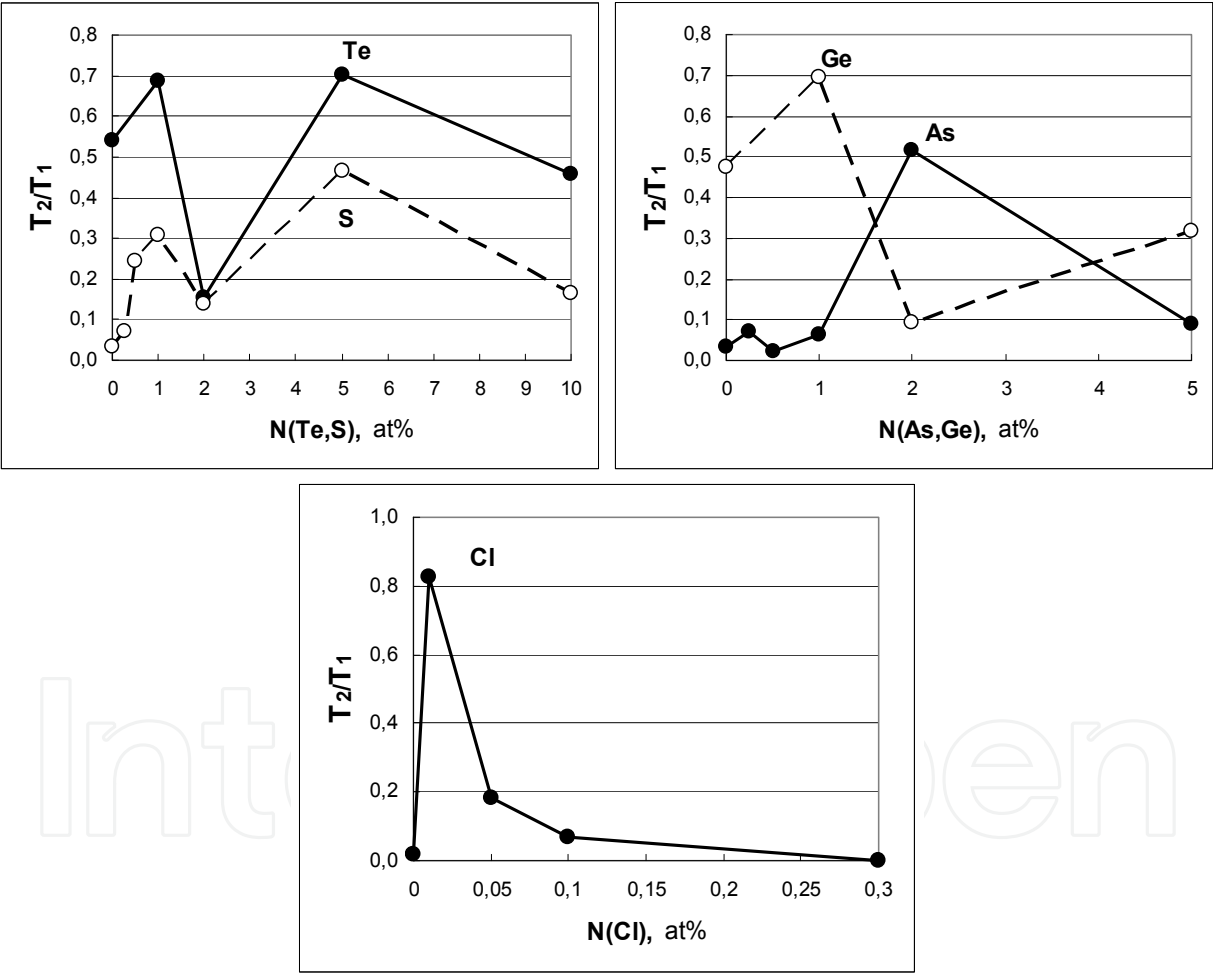 0,8
0,7
0,6
0,5
0,4
0,3
0,2
0,1
0,0
T2/T1
Te
S
0 1 2 3 4 5 6 7 8 9 10
N(Te,S), at%
0,8
0,7
0,6
0,5
0,4
0,3
0,2
0,1
0,0
T2/T1
Ge
As
0 1 2 3 4 5
N(As,Ge), at%
1,0
0,8
0,6
0,4
0,2
0,0
T2/T1
Cl
0 0,05 0,1 0,15 0,2 0,25 0,3
N(Cl), at%